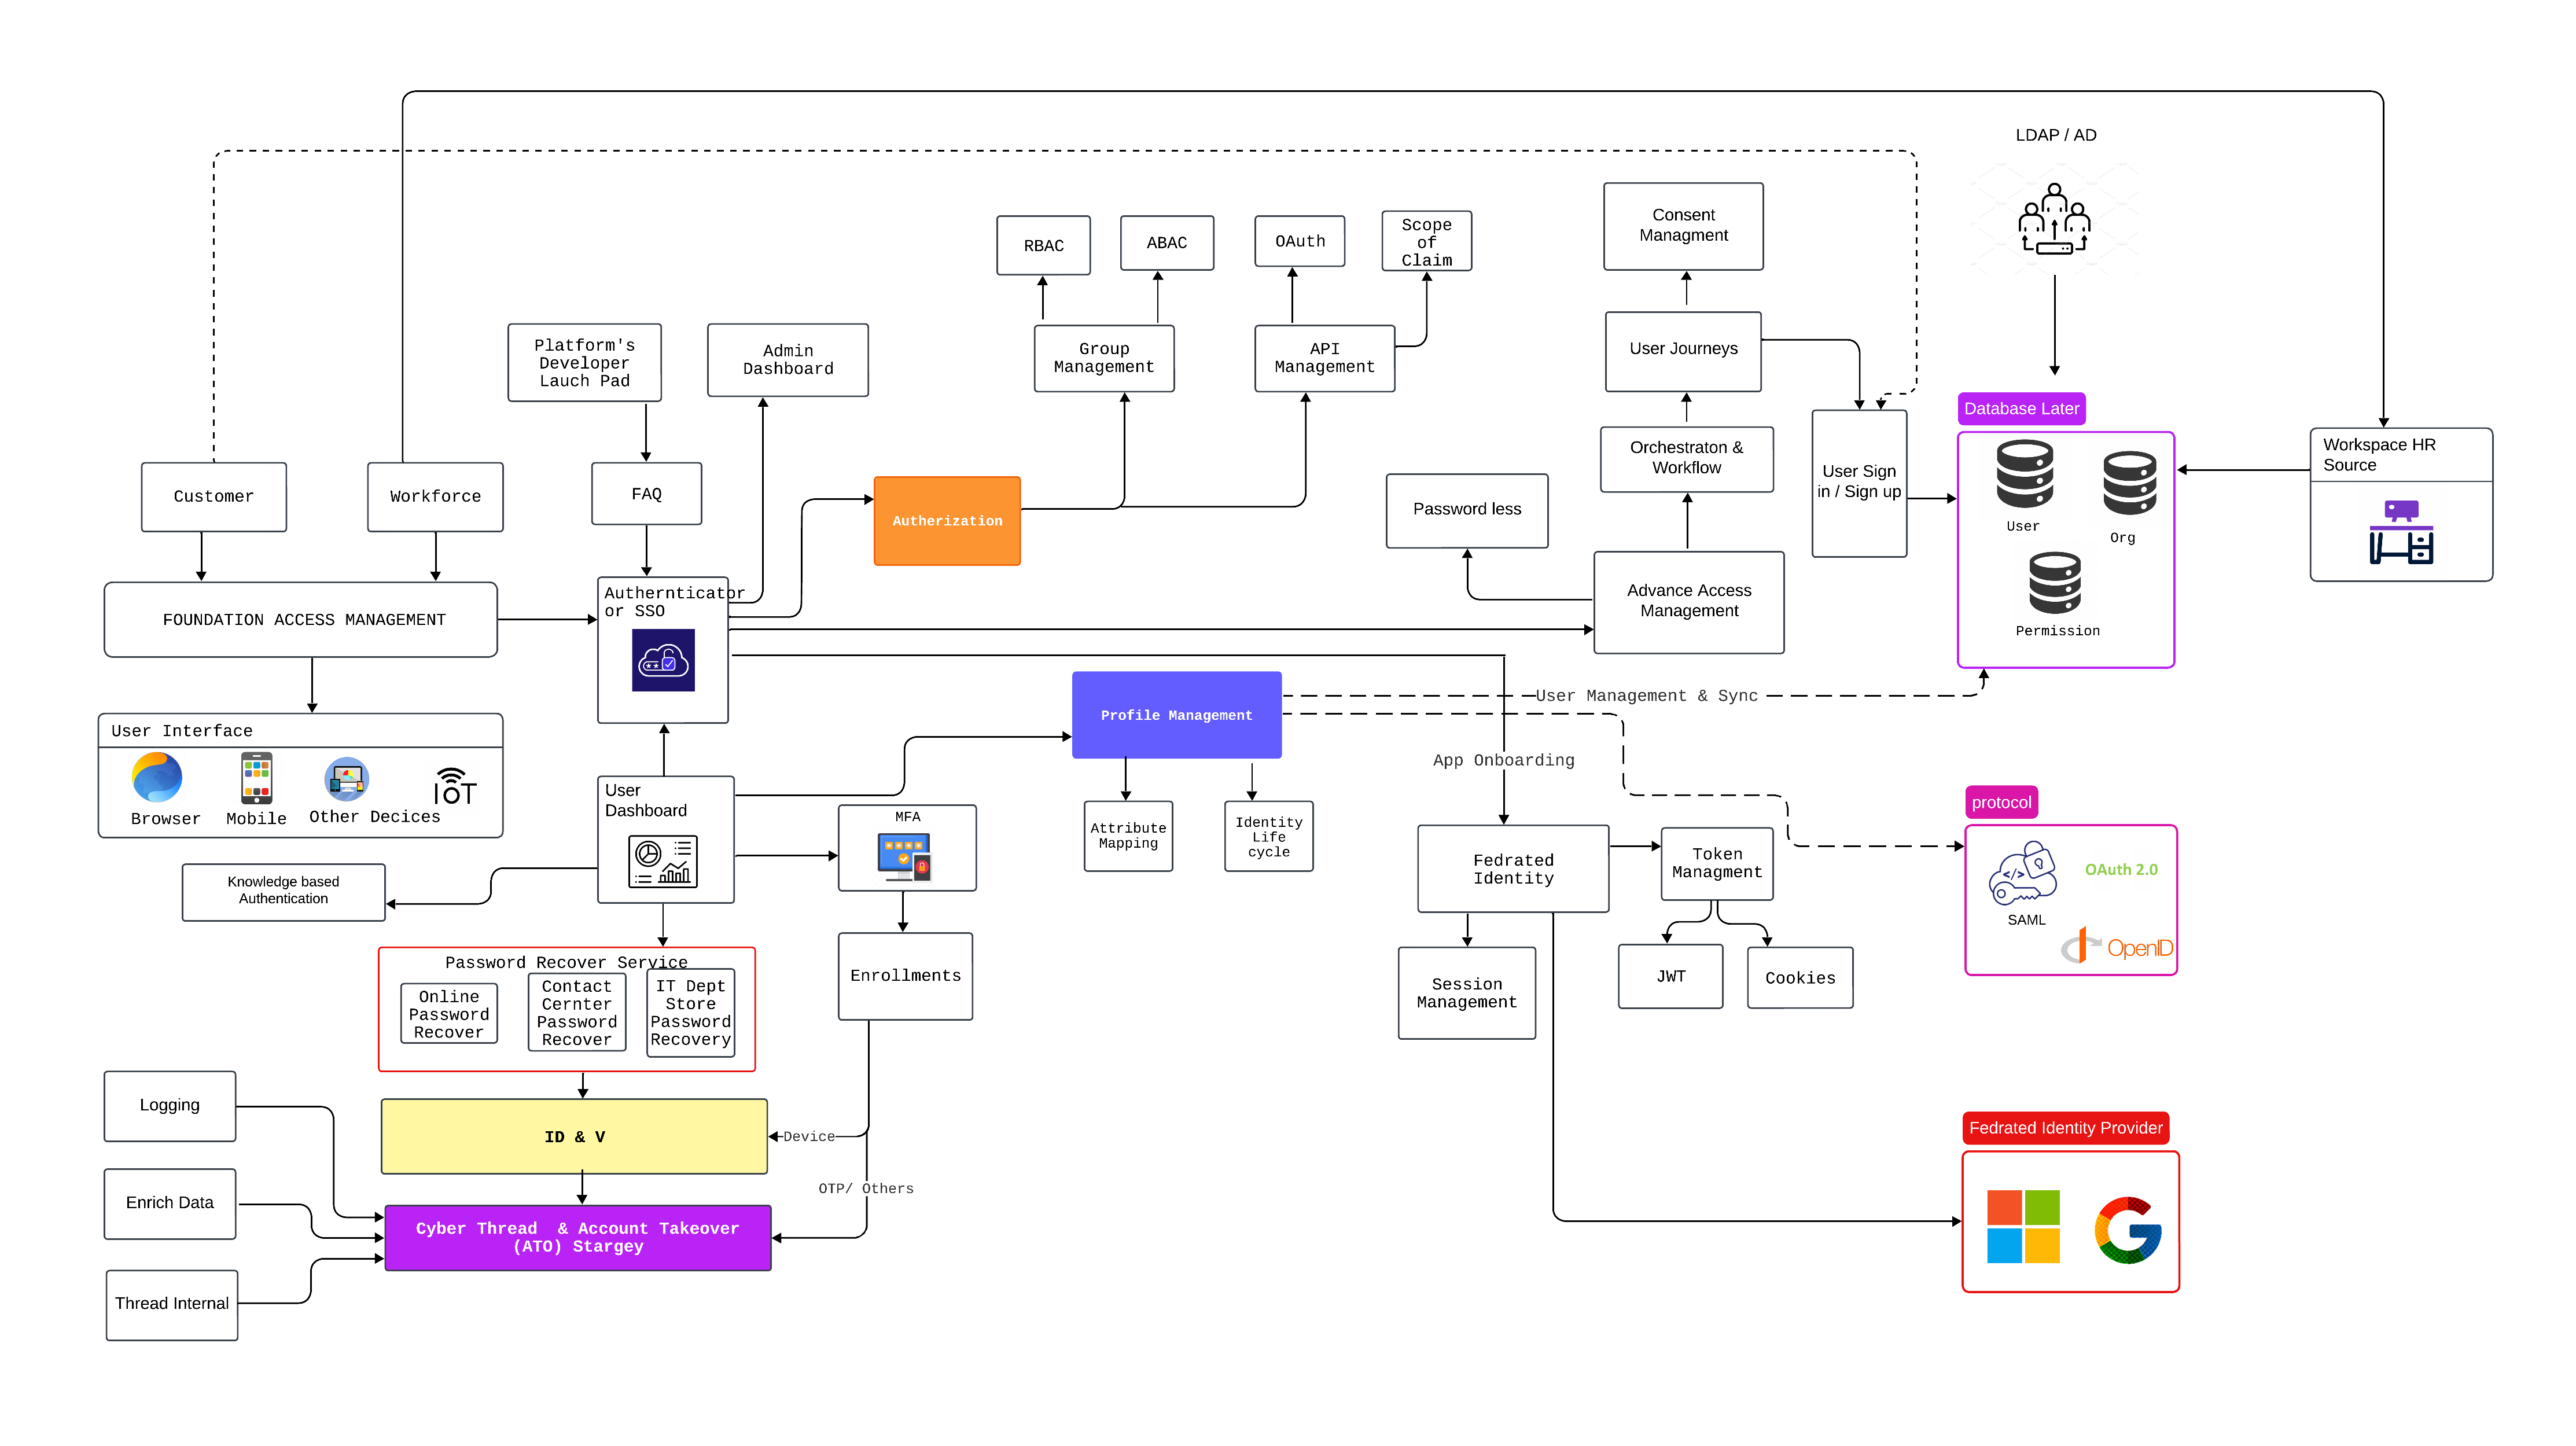 LDAP / AD
Consent
Managment
RBAC
ABAC
OAuth
Scope
of
Claim
Platform's
Developer
Lauch Pad
Admin
Dashboard
Group
Management
API
Management
User Journeys
Database Later
Orchestraton &
Workflow
User Sign
in / Sign up
Workspace HR
Source
Customer
Workforce
FAQ
Autherization
Password less
User
Org
Permission
FOUNDATION ACCESS MANAGEMENT
Authernticator
or SSO
Advance Access
Management
User Management & Sync
Profile Management
User Interface
Browser
Mobile
Other Decices
IOT
App Onboarding
User
Dashboard
MFA
Attribute
Mapping
Identity
Life
cycle
protocol
Fedrated
Identity
Token
Managment
OAuth 2.0
SAML
OpenID
Knowledge based
Authentication
Password Recover Service
Online
Password
Recover
Contact
Cernter
Password
Recover
IT Dept
Store
Password
Recovery
Enrollments
Session
Management
JWT
Cookies
Logging
ID & V
Device
Fedrated Identity Provider
OTP/ Others
Enrich Data
Cyber Thread & Account Takeover
(ATO) Stargey
Thread Internal